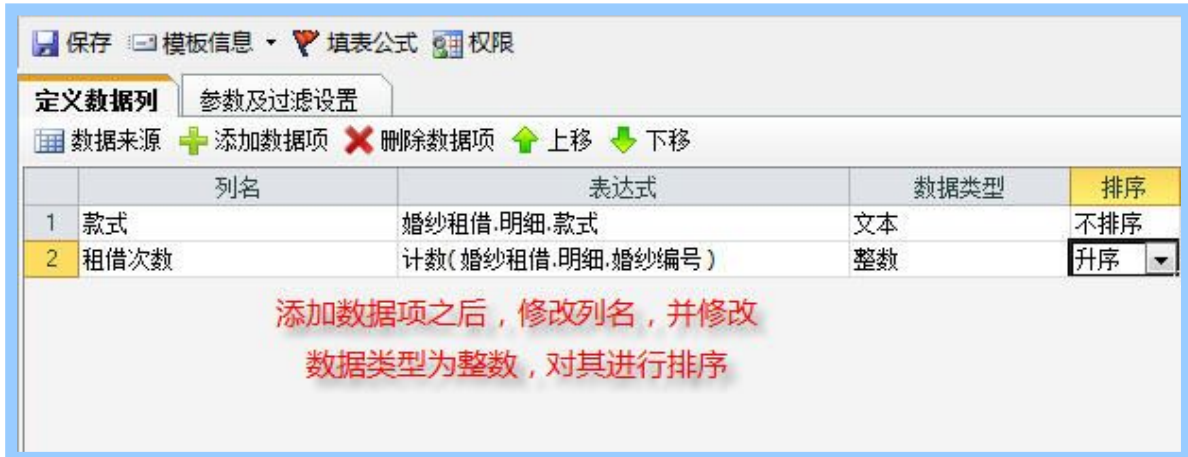 保存 模板信息 填表公式 权限
定义数据列 参数及过滤设置
数据来源 添加数据项 删除数据项 上移 下移
列名 表达式 数据类型 排序
1 款式 婚纱租借.明细.款式 文本 不排序
2 租借次数 计数(婚纱租借.明细.婚纱编号) 整数 升序
添加数据项之后，修改列名，并修改
数据类型为整数，对其进行排序